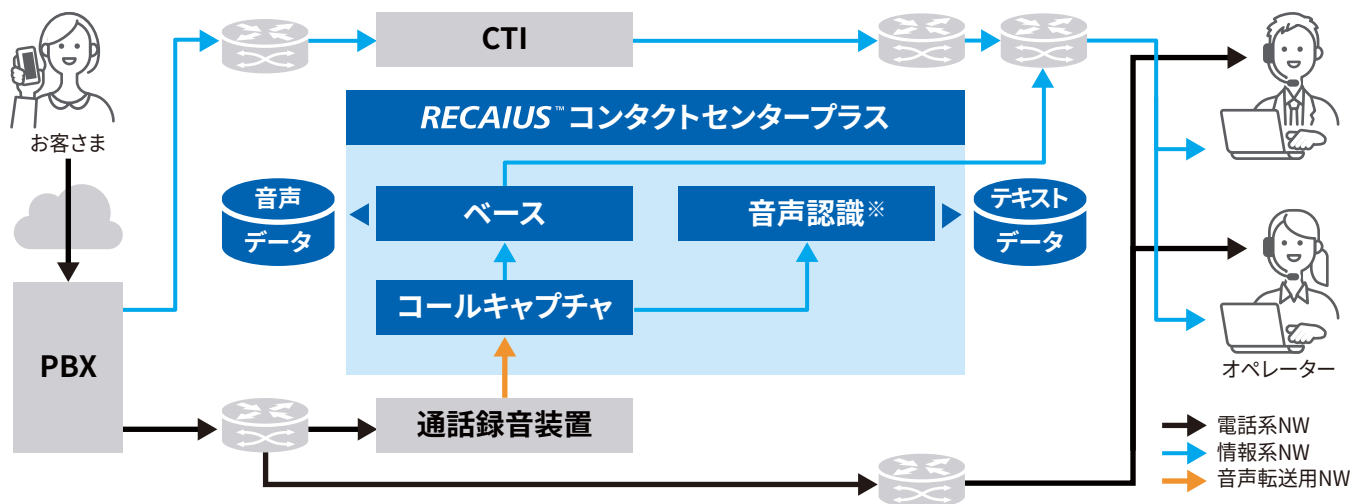 CTI
お客さま
RECAIUS™ コンタクトセンタープラス
音声
データ
ベース
音声認識※
テキスト
データ
コールキャプチャ
PBX
通話録音装置
オペレーター
電話系NW
情報系NW
音声転送用NW